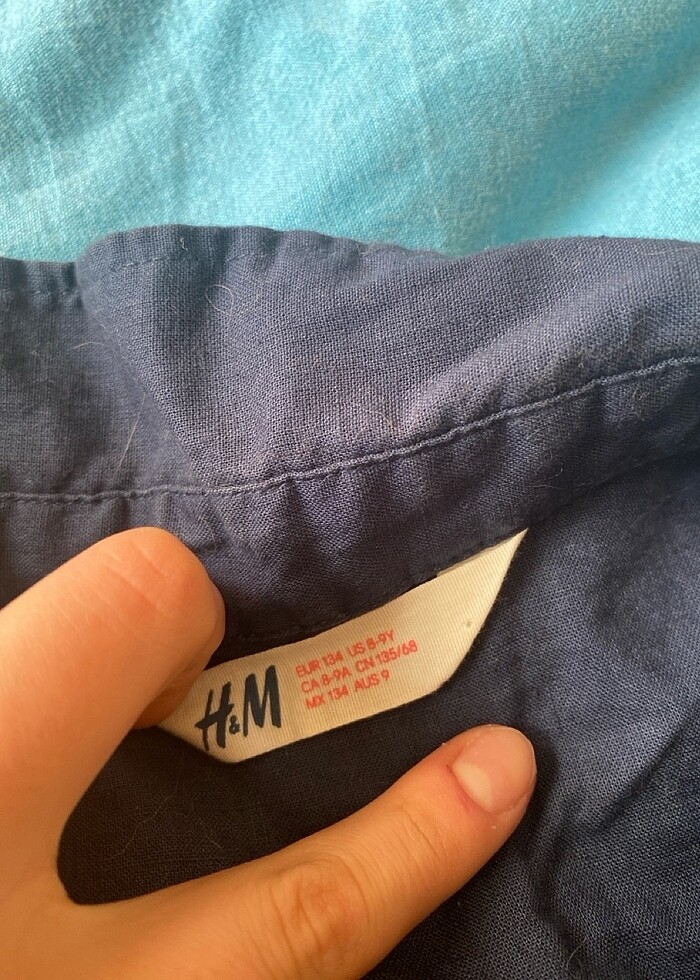 H&M
EUR 134 US 8-9Y
CA 8-9A CN 135/68
MX 134 AUS 9